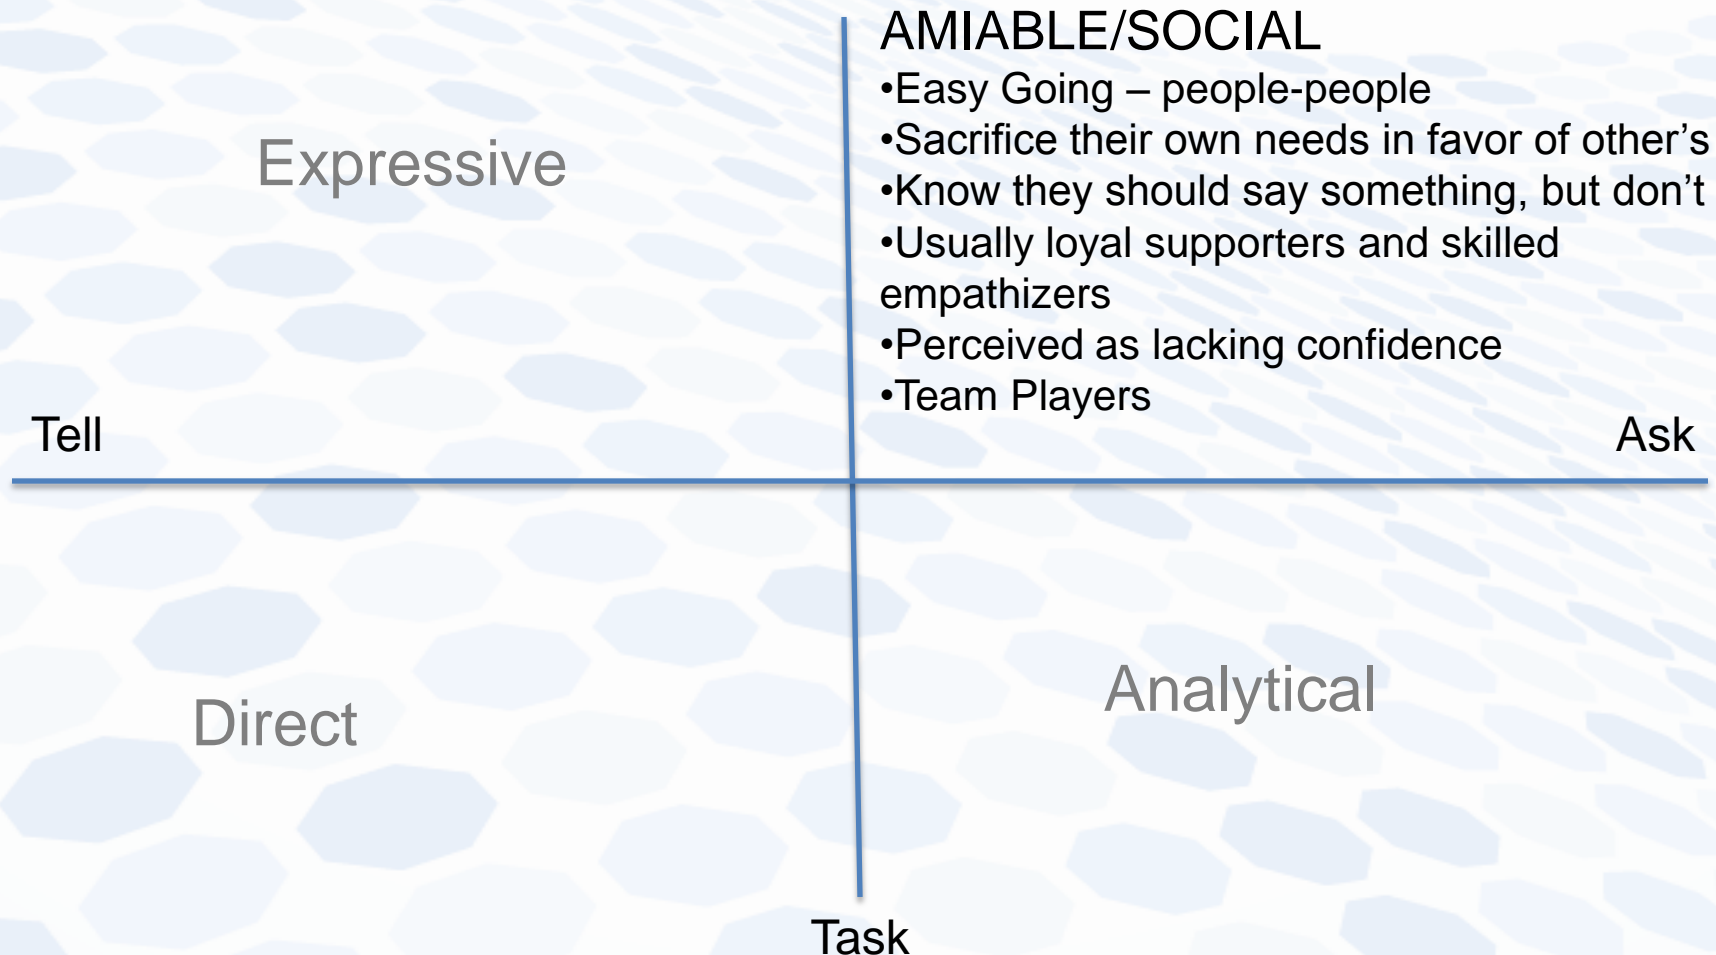 AMIABLE/SOCIAL
•Easy Going – people-people
•Sacrifice their own needs in favor of other’s
•Know they should say something, but don’t
•Usually loyal supporters and skilled
empathizers
•Perceived as lacking confidence
•Team Players
Expressive
Tell
Ask
Direct
Analytical
Task